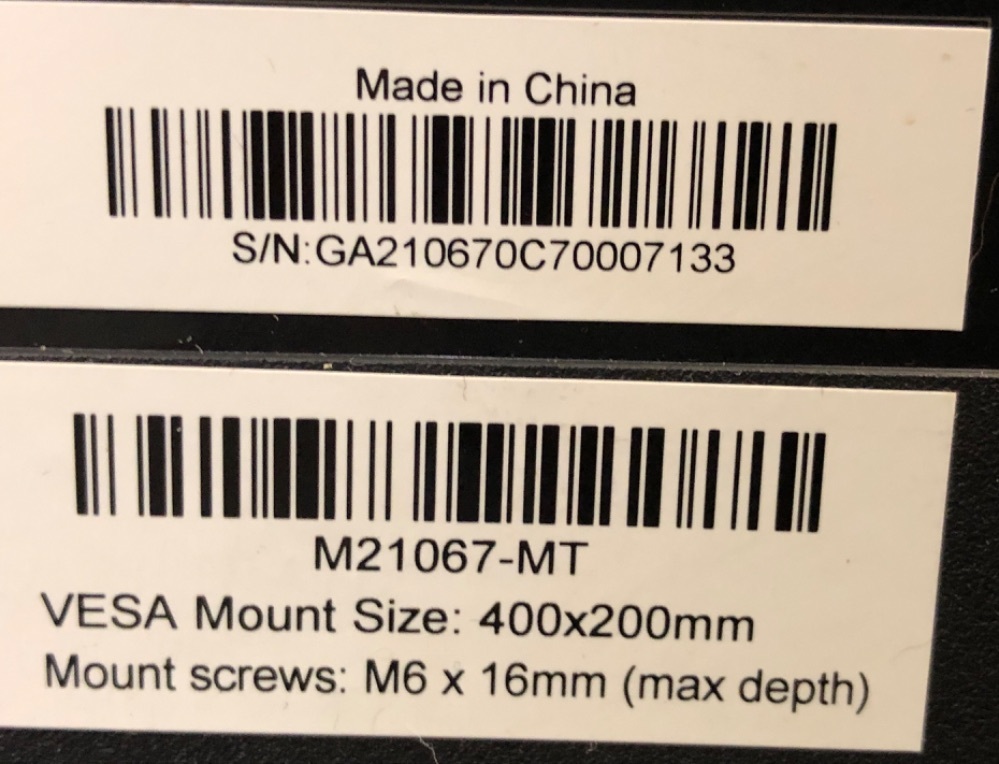 Made in China
S/N:GA210670C70007133
M21067-MT
VESA Mount Size: 400x200mm
Mount screws: M6 x 16mm (max depth)